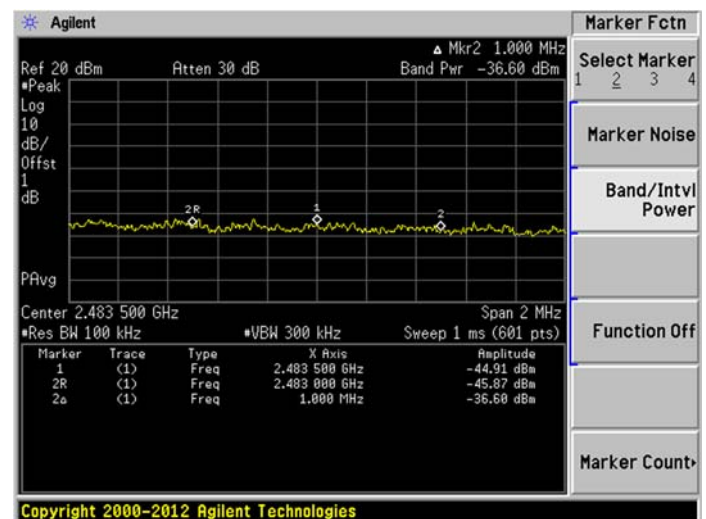 Agilent
Marker Fctn
Δ Mkr2 1.000 MHz
Ref 20 dBm Atten 30 dB Band Pwr -36.60 dBm
#Peak
Log
10
dB/
Offst
1
dB
2R
1
2
PAvg
Center 2.483 500 GHz Span 2 MHz
#Res BW 100 kHz #VBW 300 kHz Sweep 1 ms (601 pts)
Marker Trace Type X Axis Amplitude
1 (1) Freq 2.483 500 GHz -44.91 dBm
2R (1) Freq 2.483 000 GHz -45.87 dBm
2Δ (1) Freq 1.000 MHz -36.60 dBm
Select Marker
1 2 3 4
Marker Noise
Band/Intvl
Power
Function Off
Marker Count
Copyright 2000-2012 Agilent Technologies